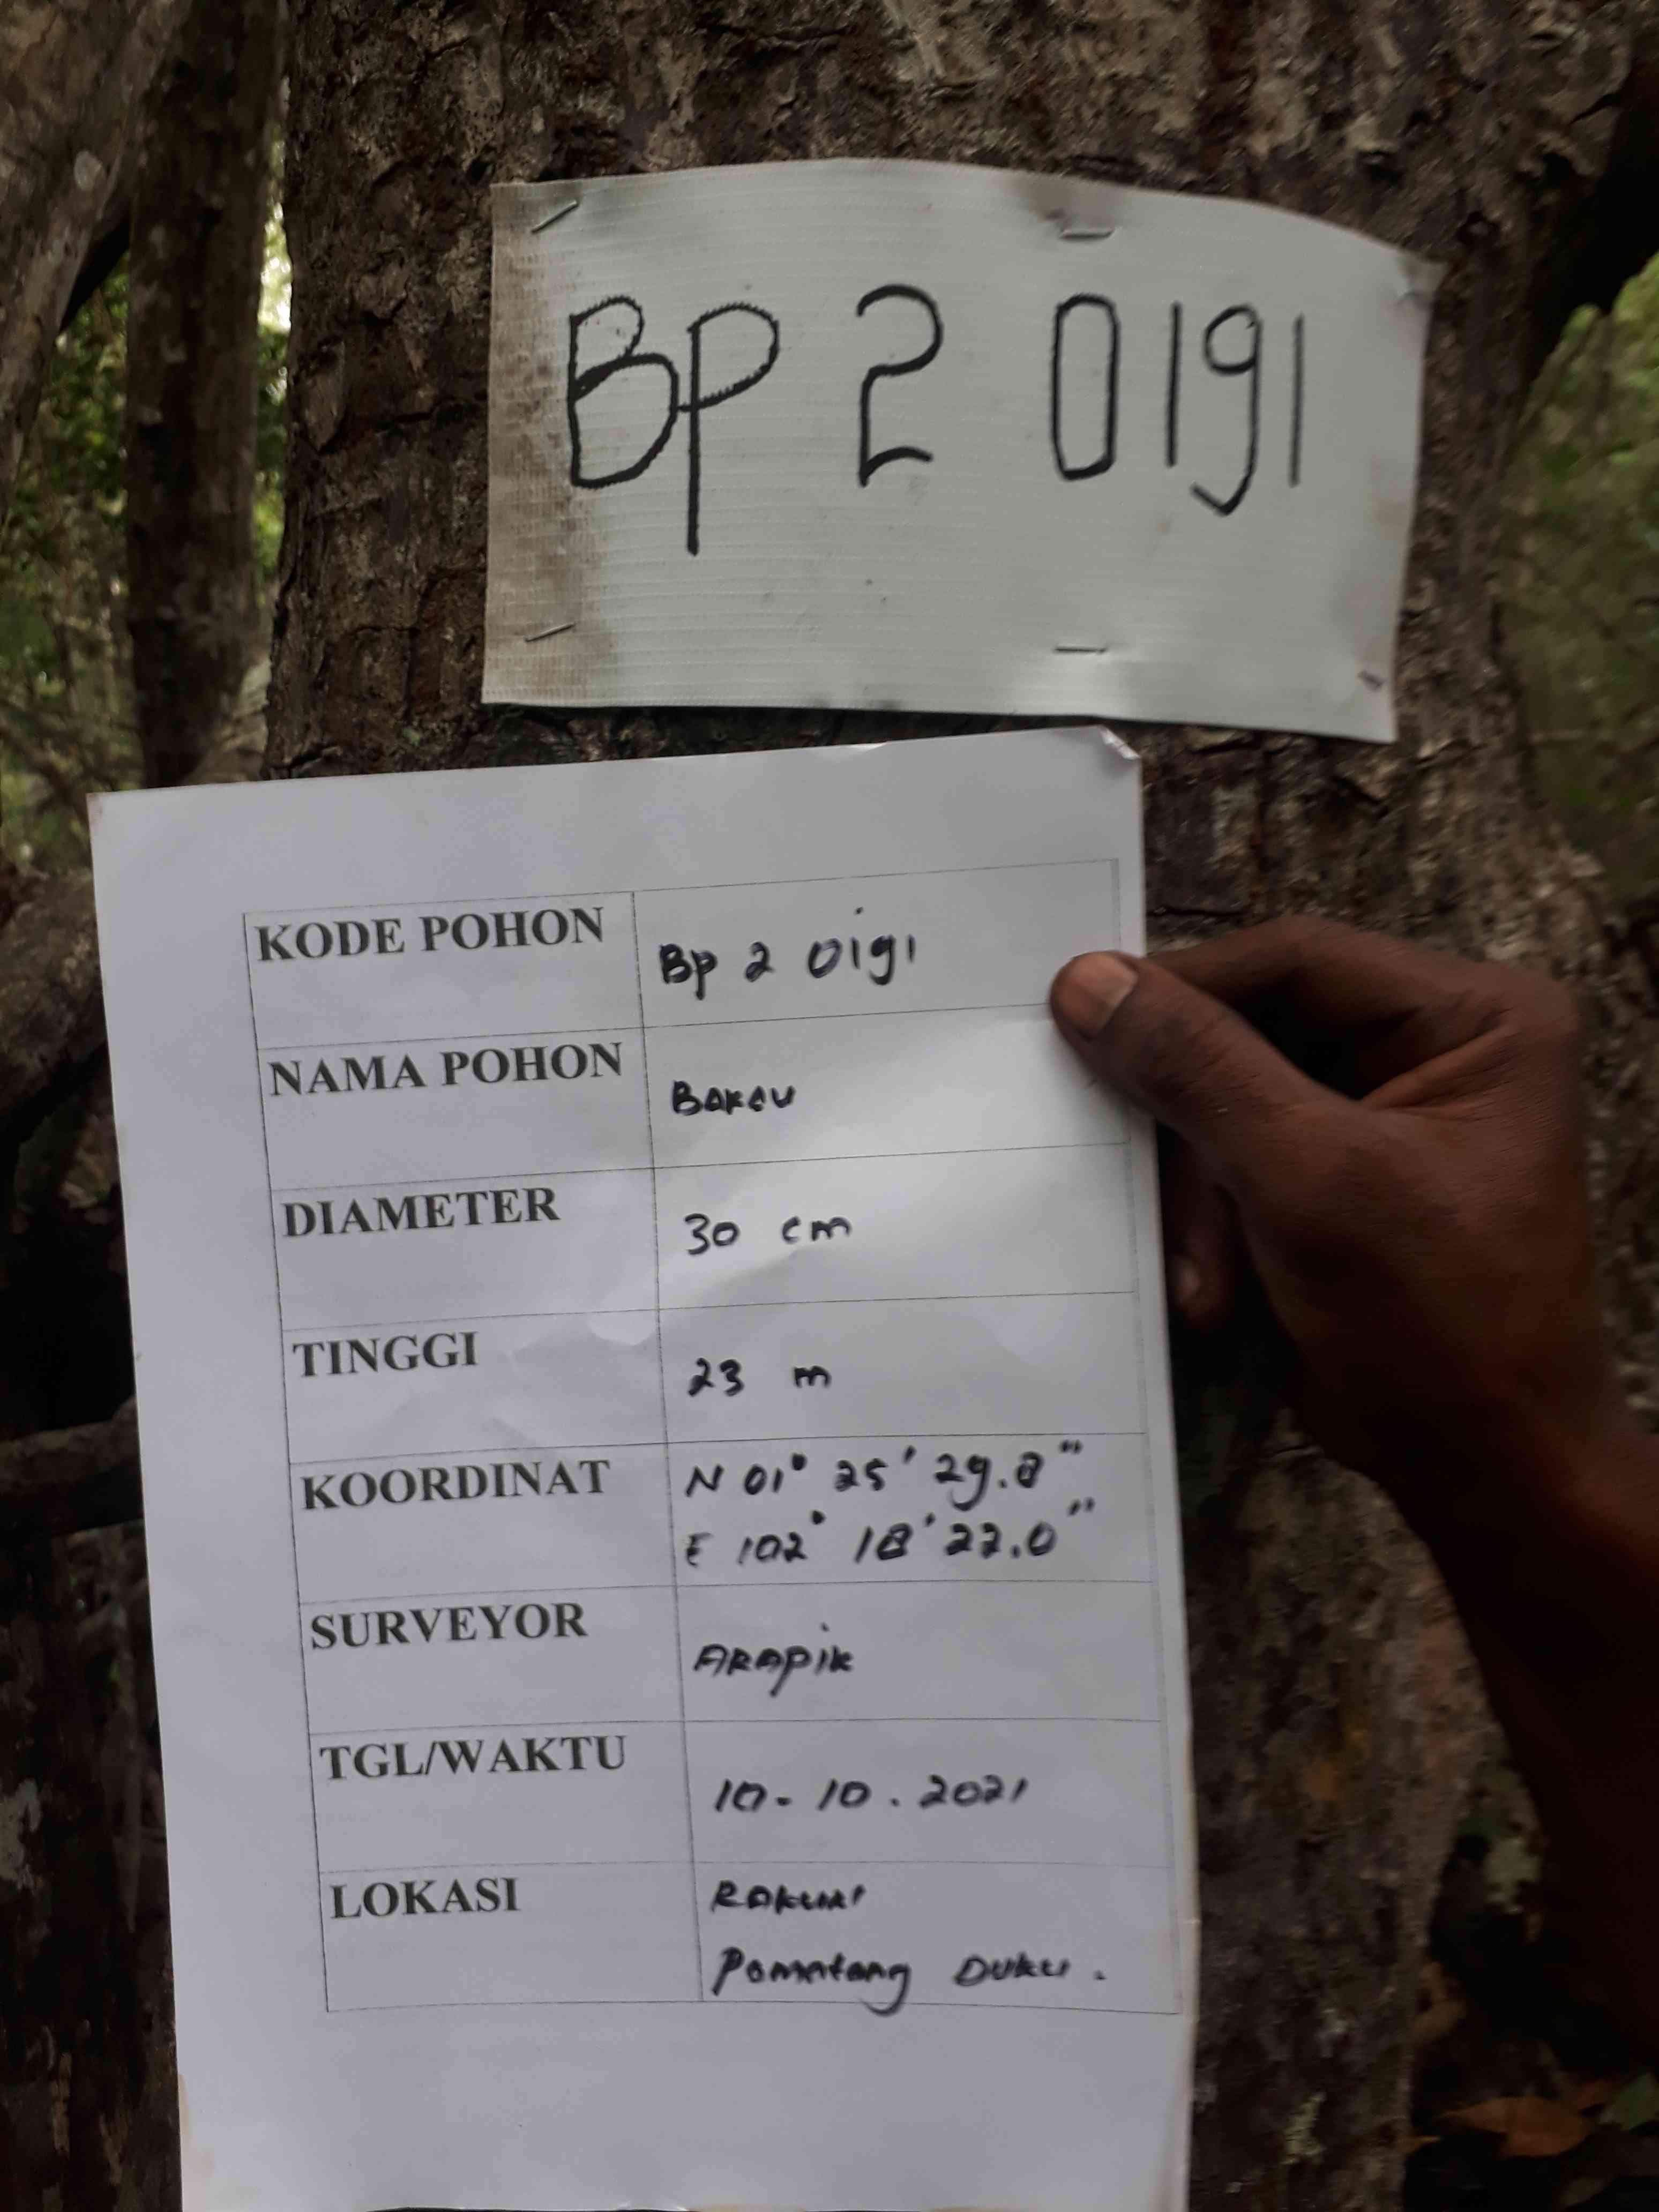 BP 2 0191
KODE POHON Bp 2 0191
NAMA POHON BAKAU
DIAMETER 30 cm
TINGGI 23 m
KOORDINAT N 01° 25' 29.8"
E 102° 18' 22.0"
SURVEYOR ARAPIK
TGL/WAKTU 10-10.2021
LOKASI
Pamatang DUKU.